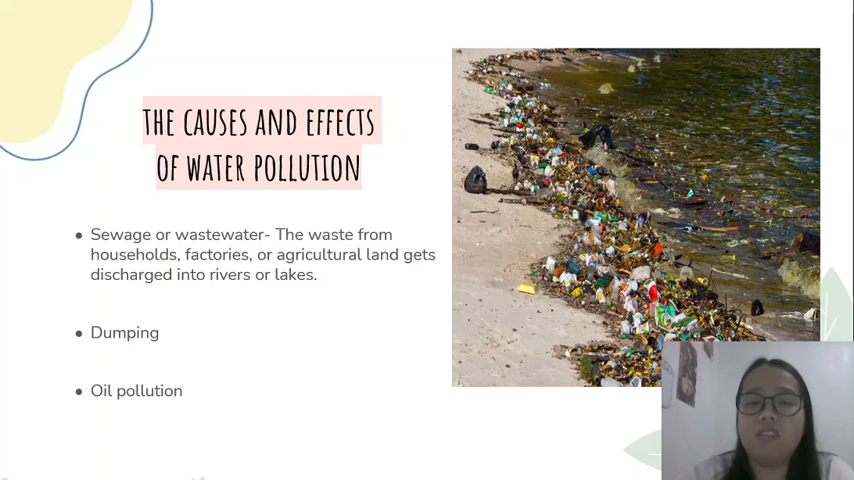 THE CAUSES AND EFFECTS
OF WATER POLLUTION
• Sewage or wastewater- The waste from
households, factories, or agricultural land gets
discharged into rivers or lakes.
• Dumping
• Oil pollution